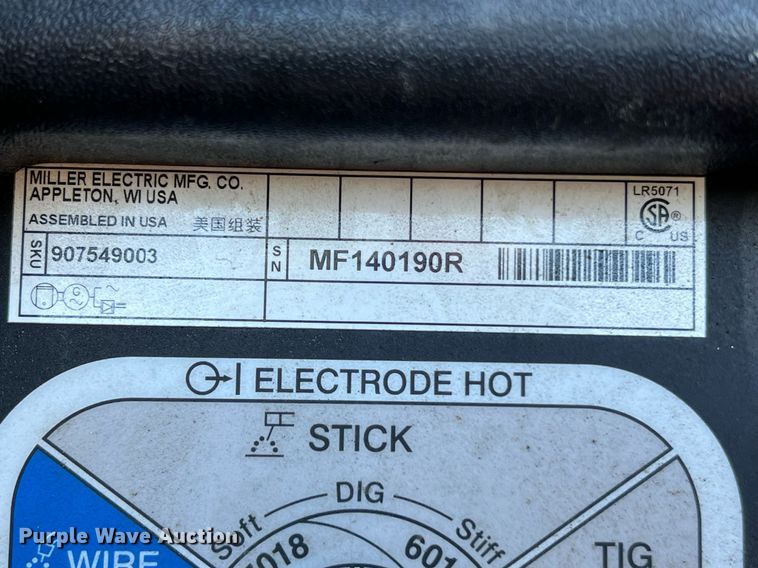 MILLER ELECTRIC MFG. CO.
APPLETON, WI USA
LR5071
ASSEMBLED IN USA 美国组装
SA ®
C US
SKU 907549003
SN MF140190R
G
ELECTRODE HOT
STICK
DIG
Soft
Stiff
7018
601
WIRE
TIG
Purple Wave Auction